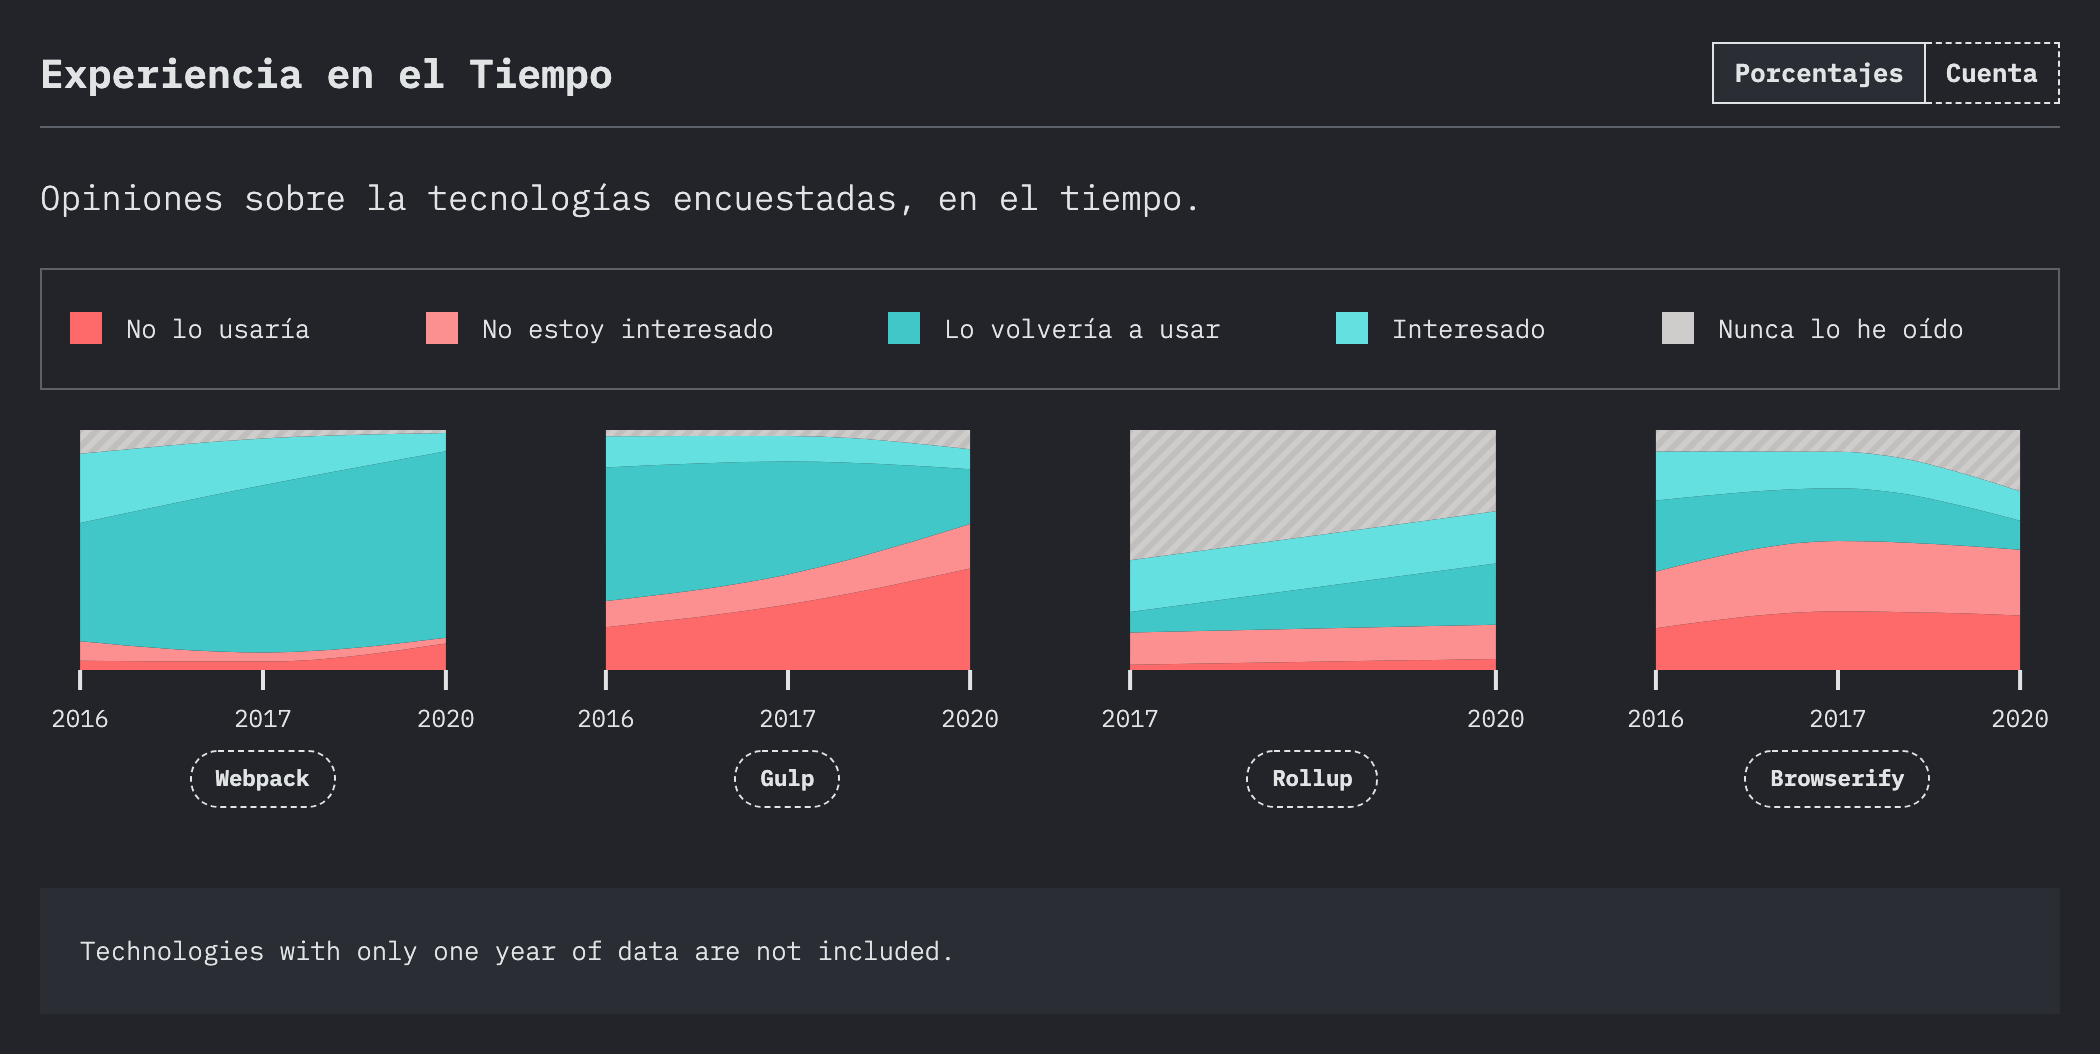 Experiencia en el Tiempo
Porcentajes Cuenta
Opiniones sobre la tecnologías encuestadas, en el tiempo.
No lo usaría No estoy interesado Lo volvería a usar Interesado Nunca lo he oído
2016 2017 2020 2016 2017 2020 2017 2020 2016 2017 2020
Webpack Gulp Rollup Browserify
Technologies with only one year of data are not included.